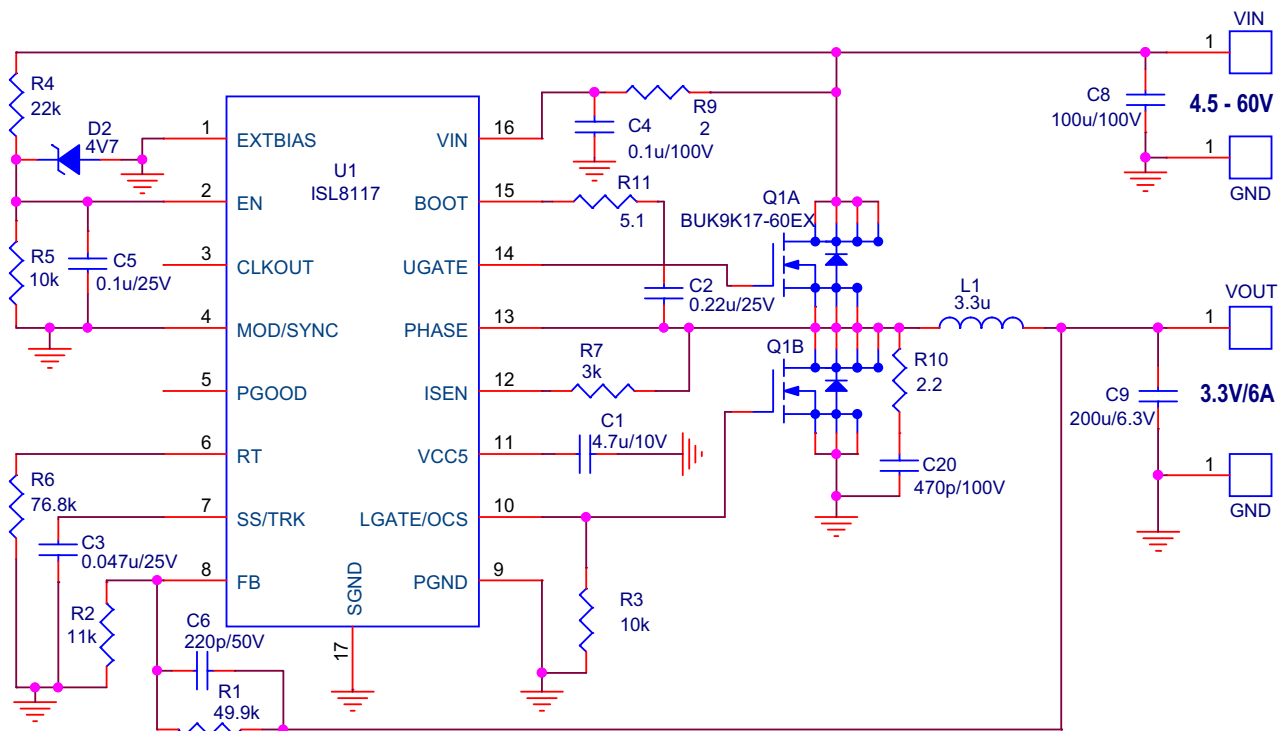 VIN
1
4.5 - 60V
C8
100u/100V
1
GND
R4
22k
D2
4V7
R9
2
C4
0.1u/100V
1
EXTBIAS
VIN
16
U1
ISL8117
2
EN
BOOT
15
R11
5.1
Q1A
BUK9K17-60EX
R5
10k
C5
0.1u/25V
3
CLKOUT
UGATE
14
C2
0.22u/25V
L1
3.3u
VOUT
1
4
MOD/SYNC
PHASE
13
R7
3k
Q1B
R10
2.2
5
PGOOD
ISEN
12
C9
200u/6.3V
3.3V/6A
C1
4.7u/10V
6
RT
VCC5
11
C20
470p/100V
1
GND
R6
76.8k
7
SS/TRK
LGATE/OCS
10
C3
0.047u/25V
8
FB
SGND
PGND
9
R3
10k
R2
11k
C6
220p/50V
17
R1
49.9k